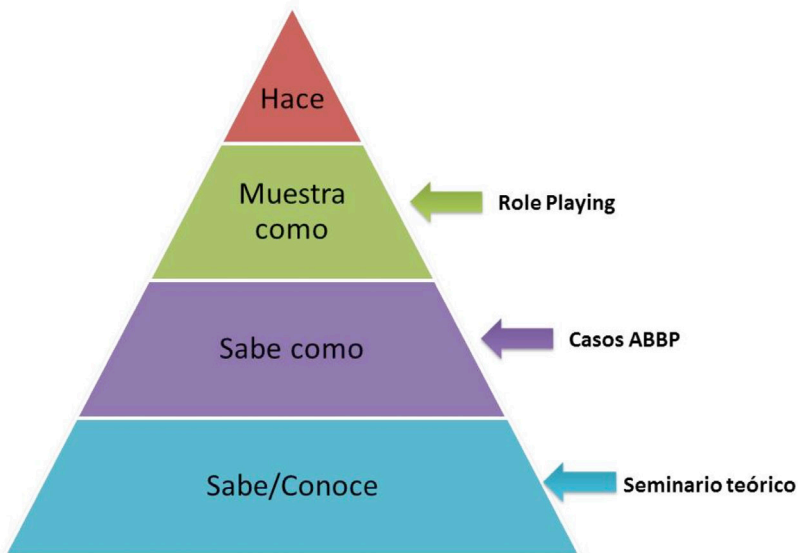 Hace
Muestra
como
Role Playing
Sabe como
Casos ABBP
Sabe/Conoce
Seminario teórico